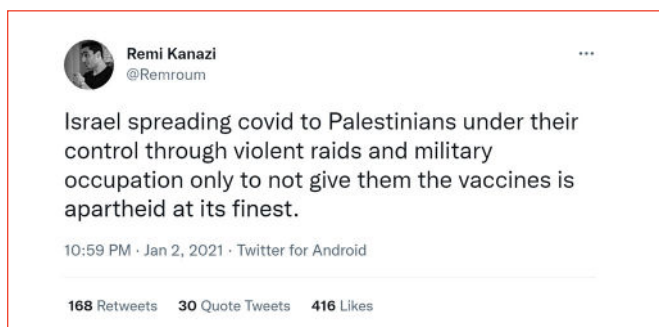 Remi Kanazi
@Remroum
Israel spreading covid to Palestinians under their
control through violent raids and military
occupation only to not give them the vaccines is
apartheid at its finest.
10:59 PM · Jan 2, 2021 · Twitter for Android
168 Retweets 30 Quote Tweets 416 Likes